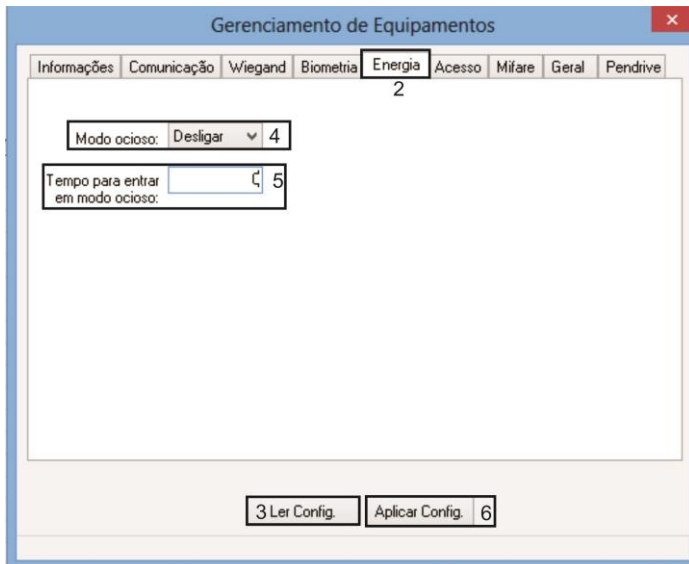 Gerenciamento de Equipamentos
Informações Comunicação Wiegand Biometria Energia Acesso Mifare Geral Pendrive
2
Modo ocioso: Desligar 4
Tempo para entrar 5
em modo ocioso:
3 Ler Config. Aplicar Config. 6